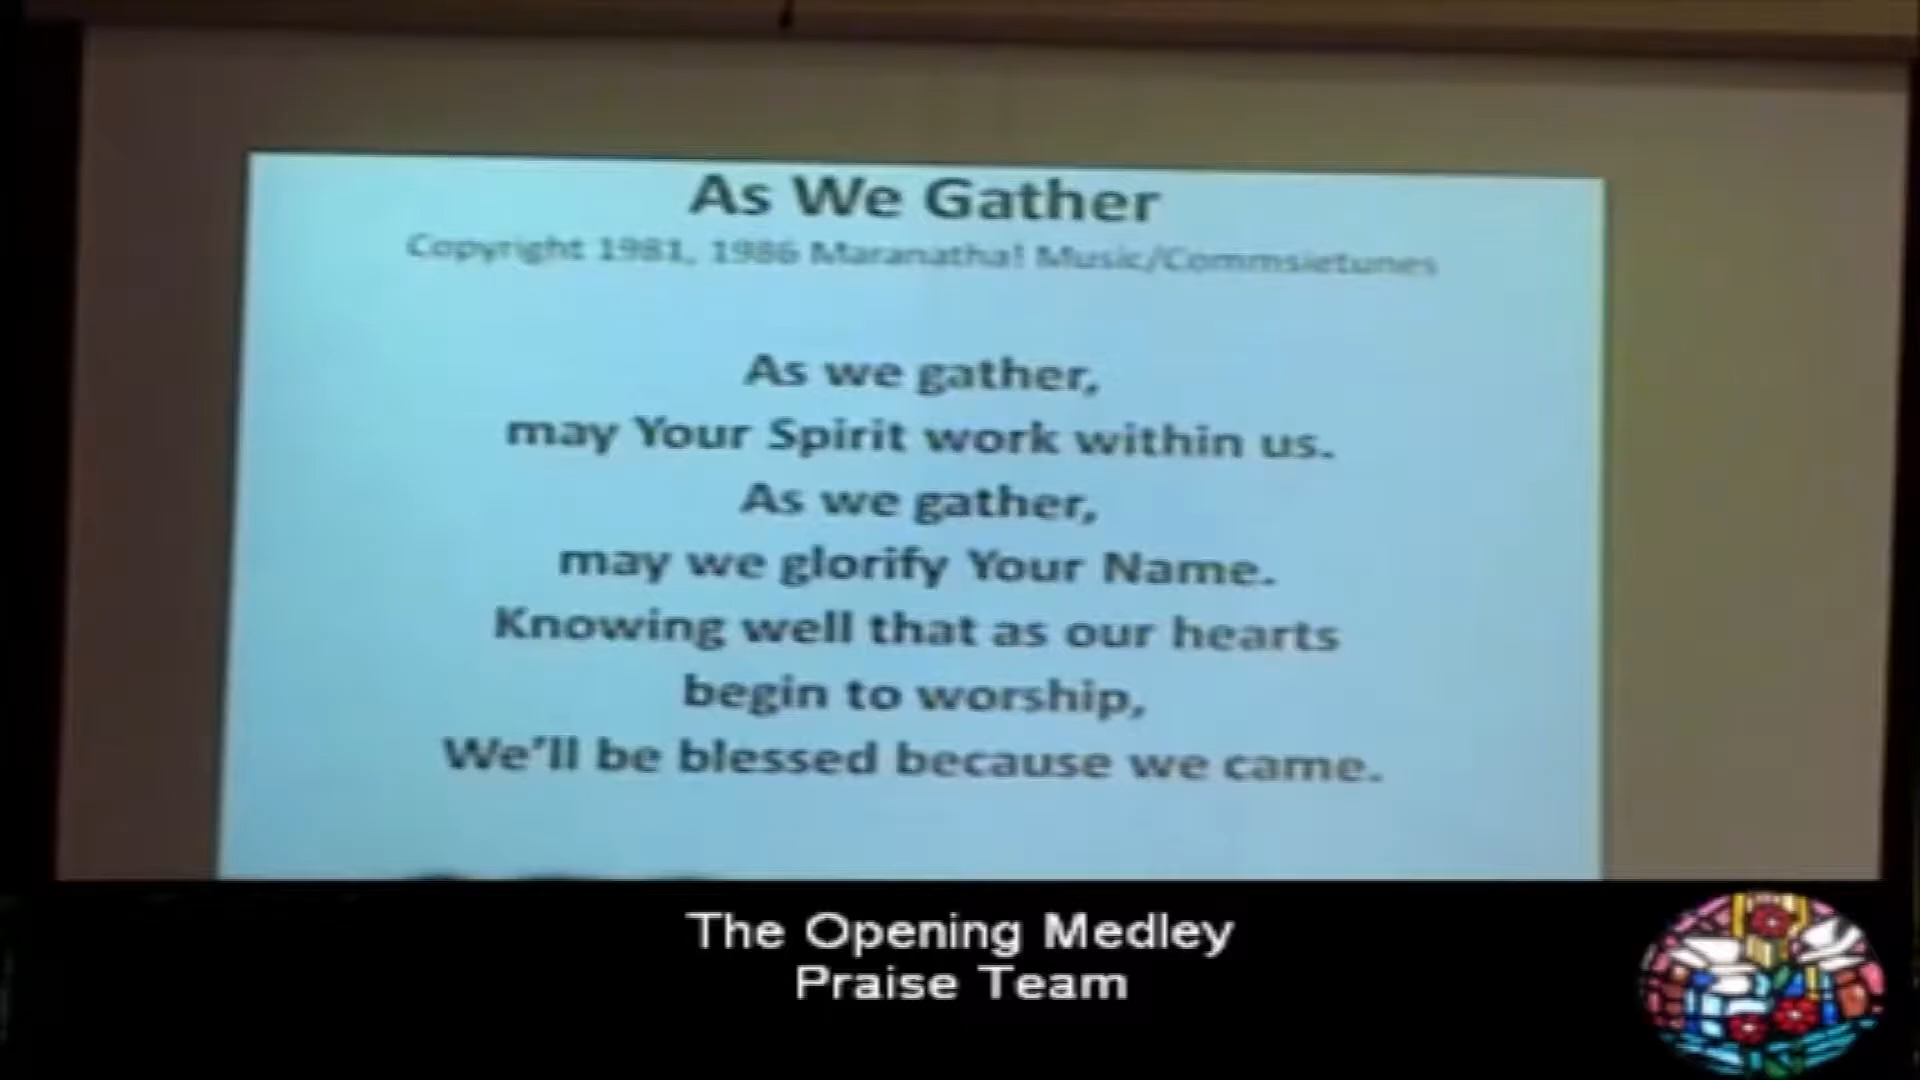 As We Gather
Copyright 1981, 1986 Maranatha! Music/Commsietunes
As we gather,
may Your Spirit work within us.
As we gather,
may we glorify Your Name.
Knowing well that as our hearts
begin to worship,
We'll be blessed because we came.
The Opening Medley
Praise Team